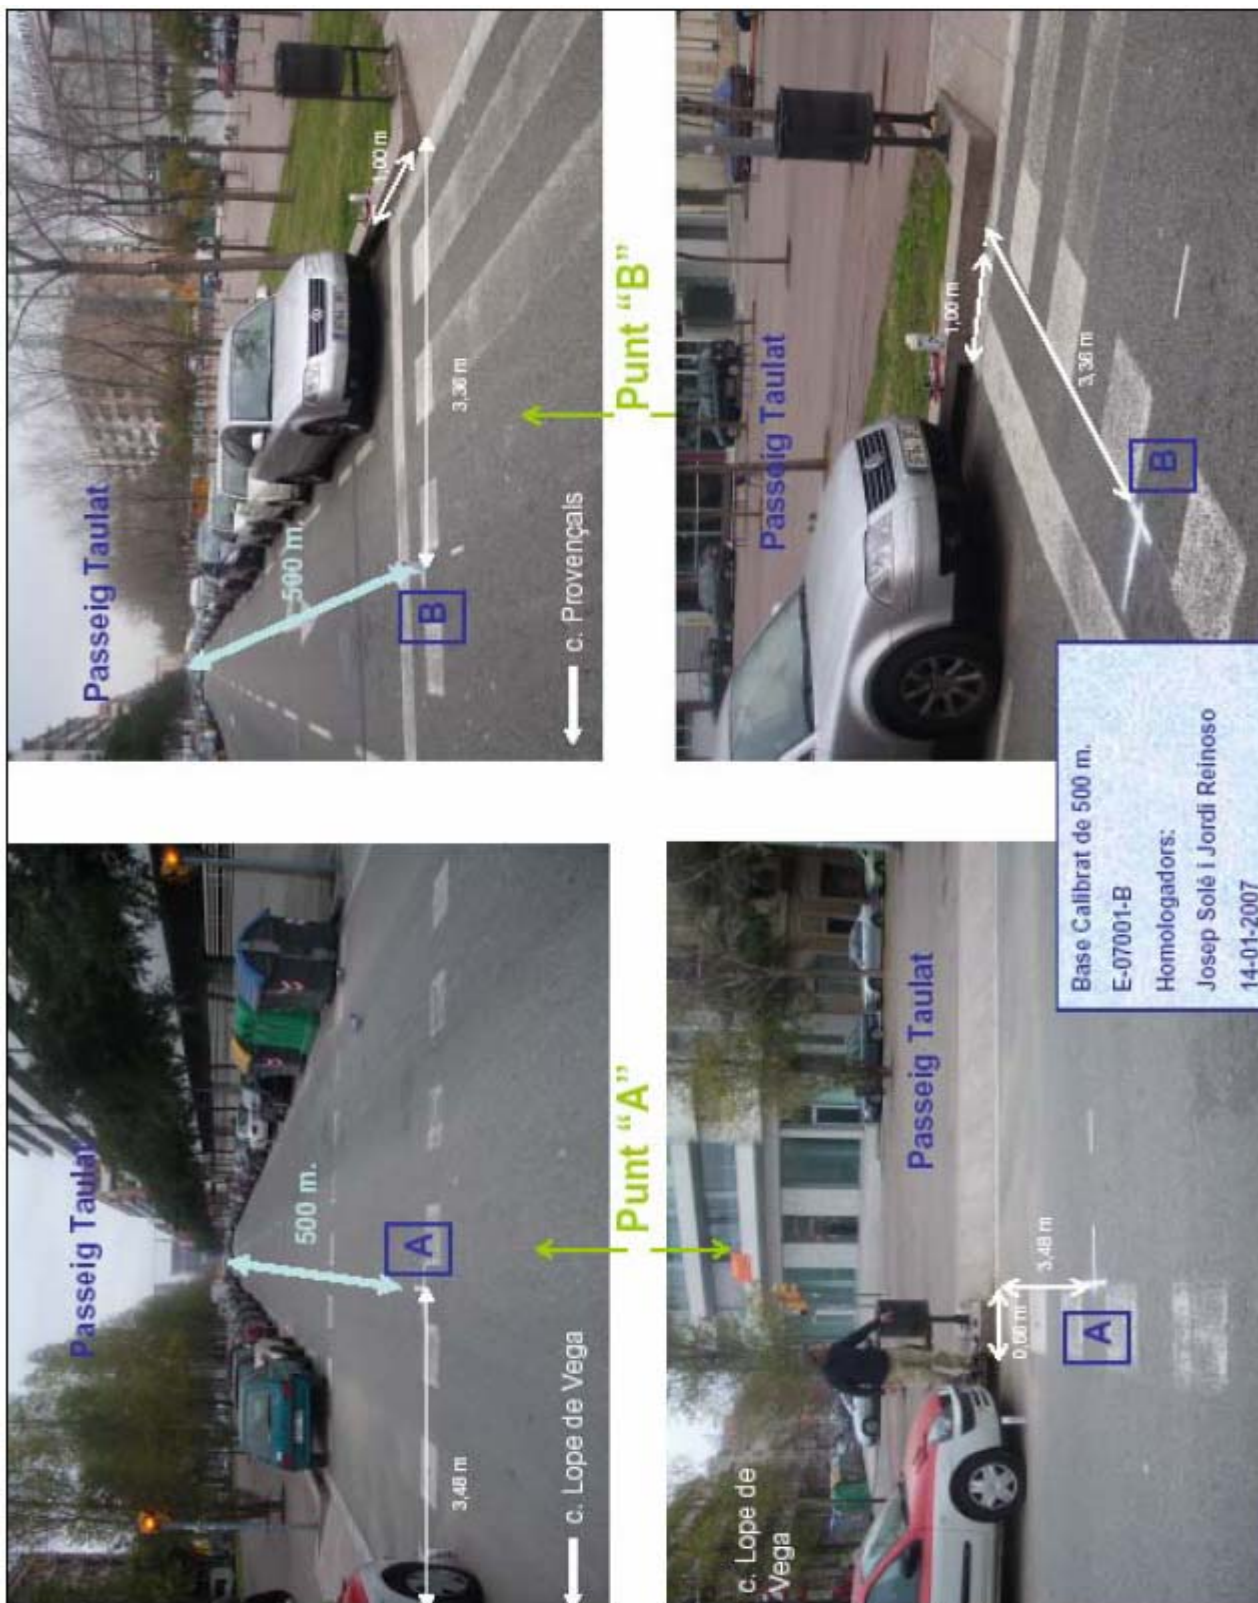 Passeig Taulat
500 m.
A
3,48 m
c. Lope de Vega
Passeig Taulat
500 m.
B
1,00 m
3,36 m
c. Provençals
Punt “A”
Punt “B”
c. Lope de
Vega
Passeig Taulat
A
3,48 m
Passeig Taulat
1,00 m
3,36 m
B
Base Calibrat de 500 m.
E-07001-B
Homologadors:
Josep Solé i Jordi Reinoso
14-01-2007